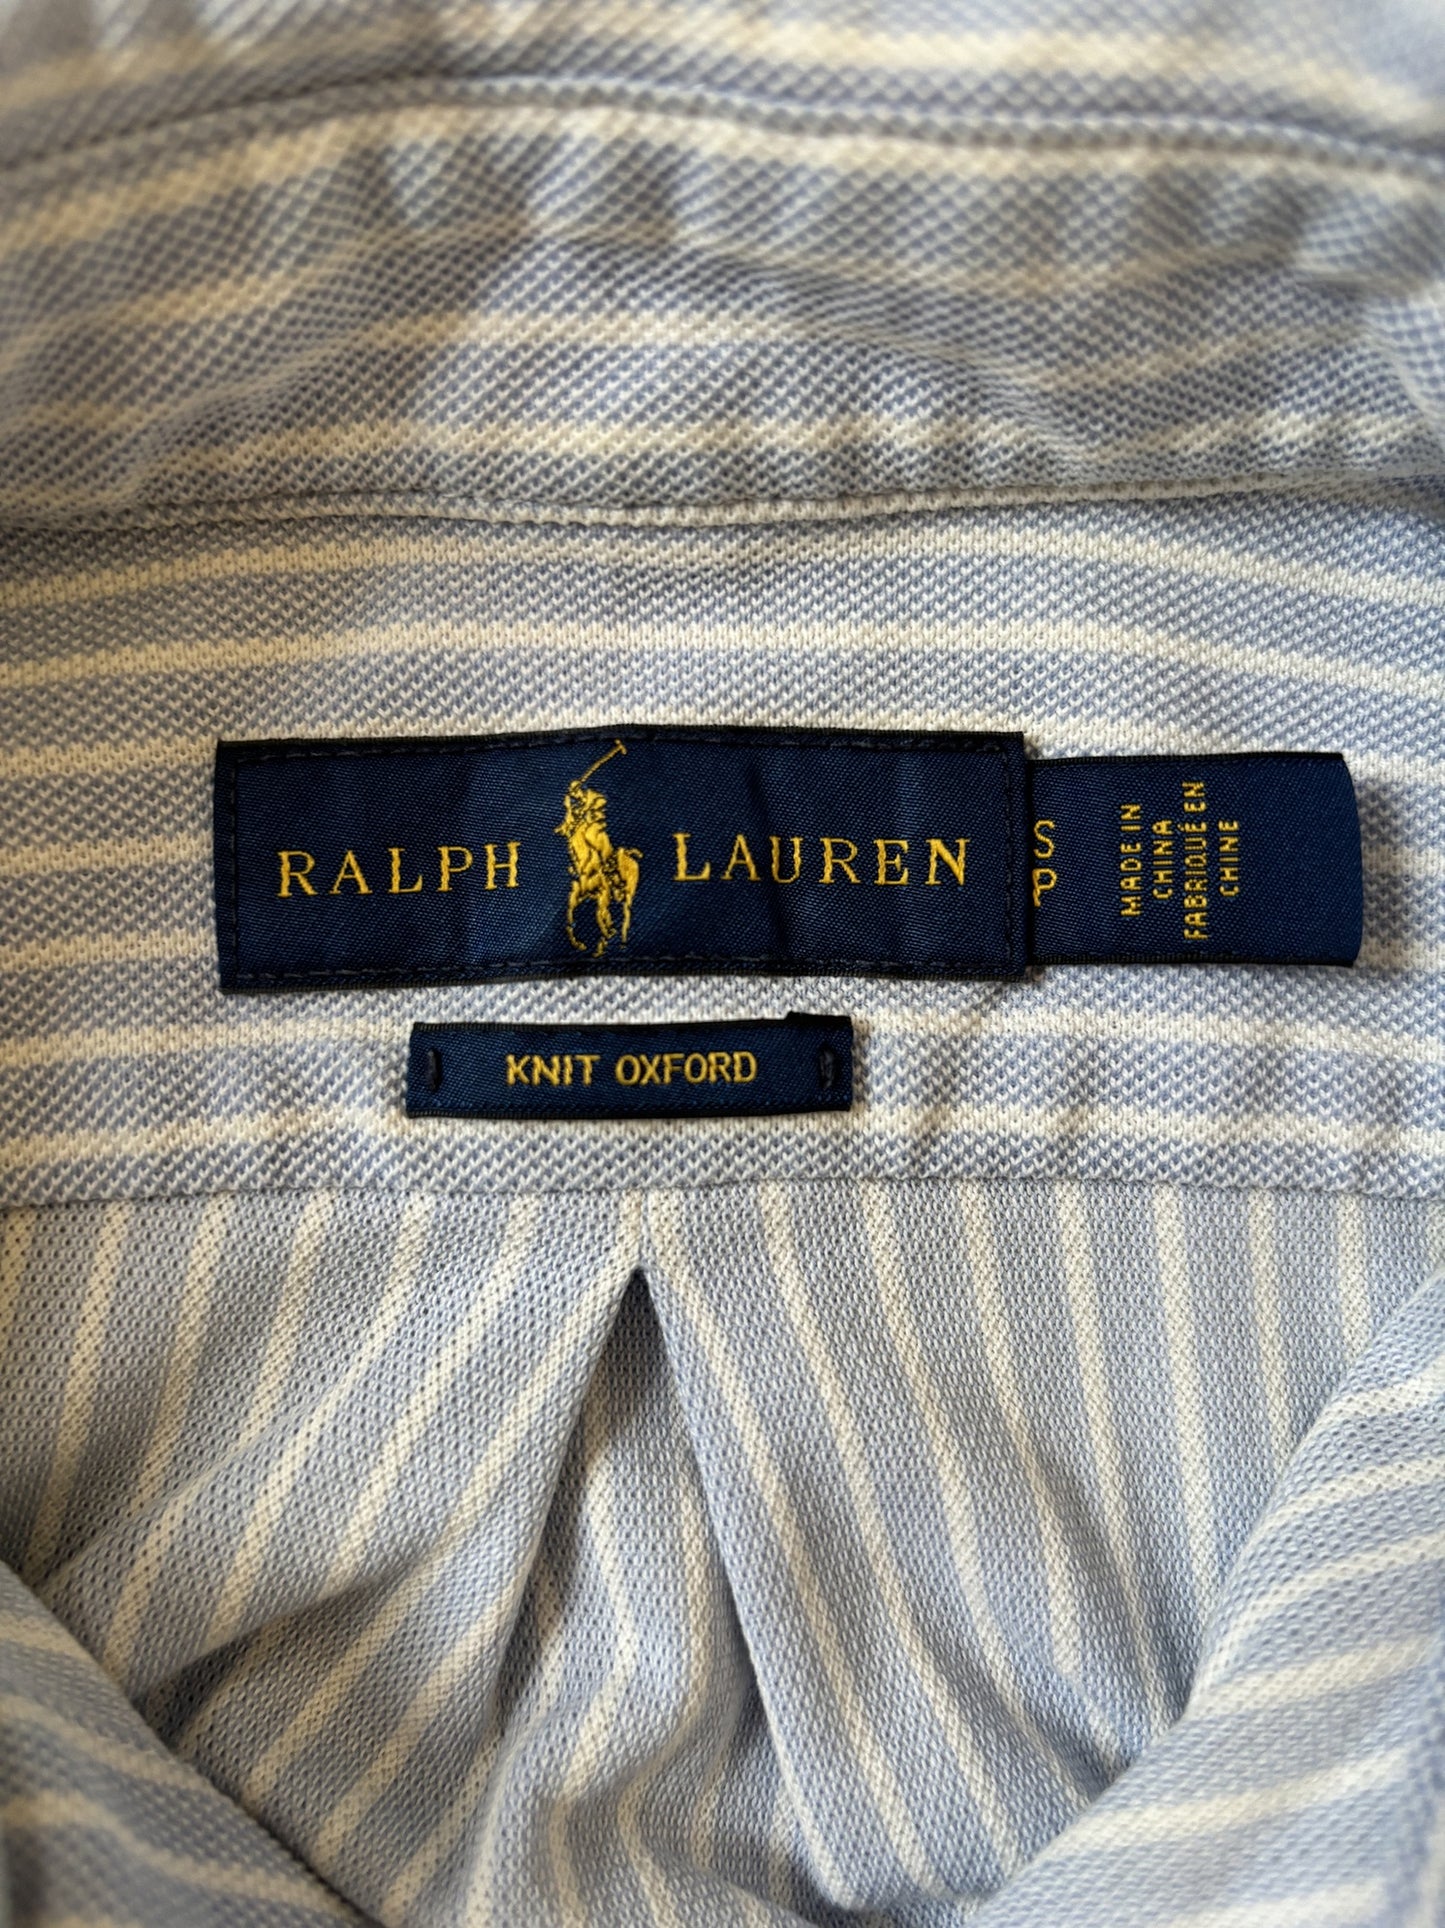 RALPH LAUREN
S
P
MADE IN
CHINA
FABRIQUÉ EN
CHINE
KNIT OXFORD